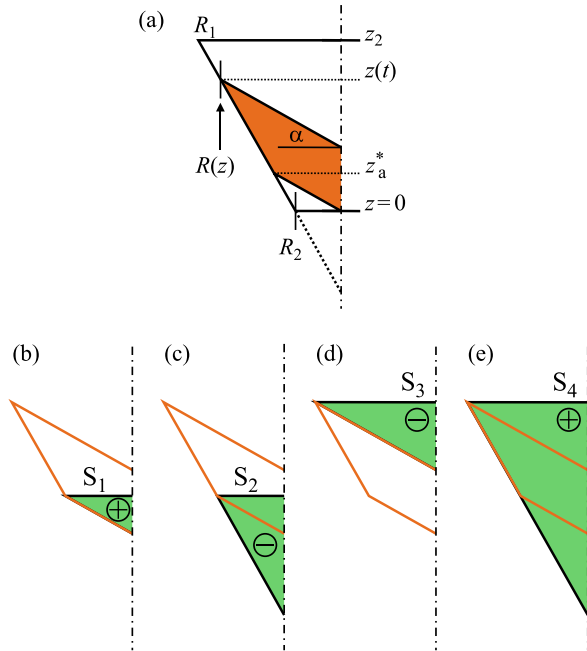 (a)
R₁
z₂
z(t)
α
R(z)
z*ₐ
z=0
R₂
(b)
(c)
(d)
(e)
S₁
S₂
S₃
S₄
+
−
−
+